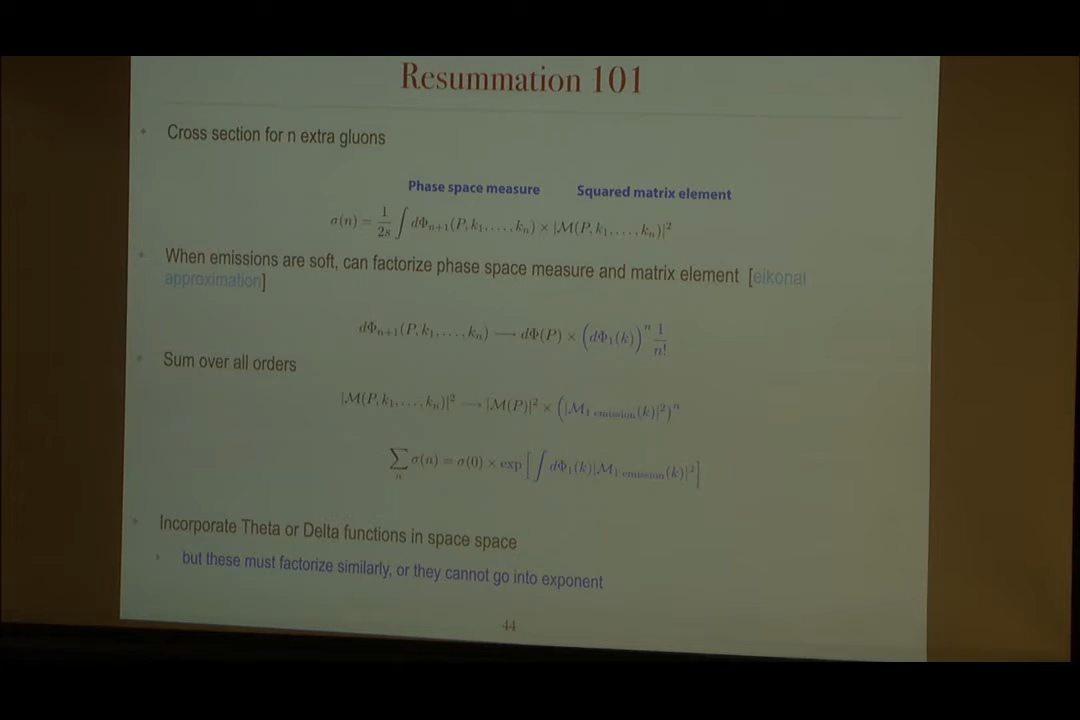 Resummation 101
• Cross section for n extra gluons
Phase space measure Squared matrix element
σ(n) = 1/2s ∫ dΦₙ₊₁(P, k₁, . . . , kₙ) × |M(P, k₁, . . . , kₙ)|²
• When emissions are soft, can factorize phase space measure and matrix element [eikonal
approximation]
dΦₙ₊₁(P, k₁, . . . , kₙ) ⟶ dΦ(P) × (dΦ₁(k))ⁿ 1/n!
• Sum over all orders
|M(P, k₁, . . . , kₙ)|² ⟶ |M(P)|² × (|M₁ emission(k)|²)ⁿ
∑ₙ σ(n) = σ(0) × exp [∫ dΦ₁(k)|M₁ emission(k)|²]
• Incorporate Theta or Delta functions in space space
› but these must factorize similarly, or they cannot go into exponent
44